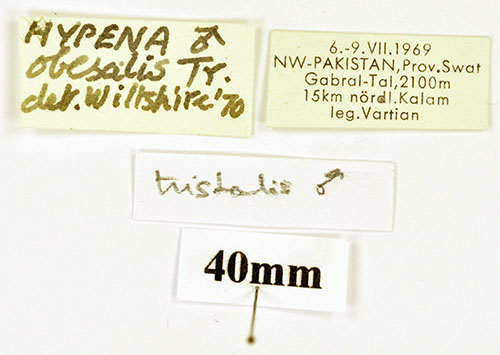 HYPENA ♂
obesalis Tr.
det. Wiltshire '70
6.-9.VII.1969
NW-PAKISTAN, Prov. Swat
Gabral-Tal, 2100m
15km nördl. Kalam
leg. Vartian
tristalis ♂
40mm